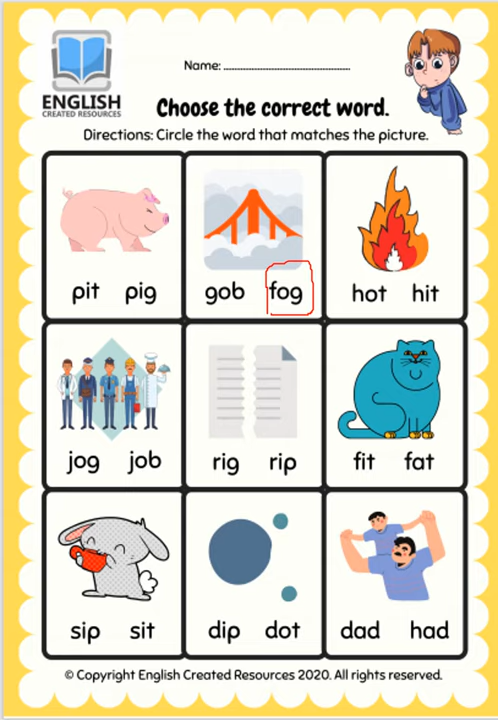 Name: ........................................
ENGLISH
CREATED RESOURCES
Choose the correct word.
Directions: Circle the word that matches the picture.
pit pig
gob fog
hot hit
jog job
rig rip
fit fat
sip sit
dip dot
dad had
© Copyright English Created Resources 2020. All rights reserved.